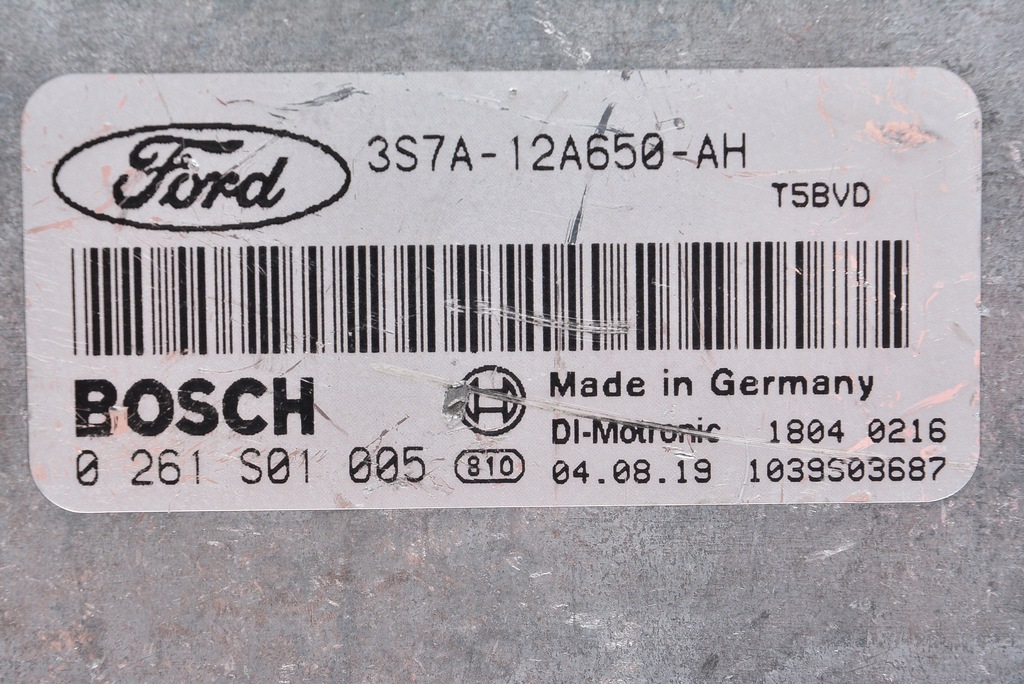 Ford
3S7A-12A650-AH
T5BVD
BOSCH
Made in Germany
DI-Motronic 1804 0216
0 261 S01 005 810 04.08.19 1039S03687